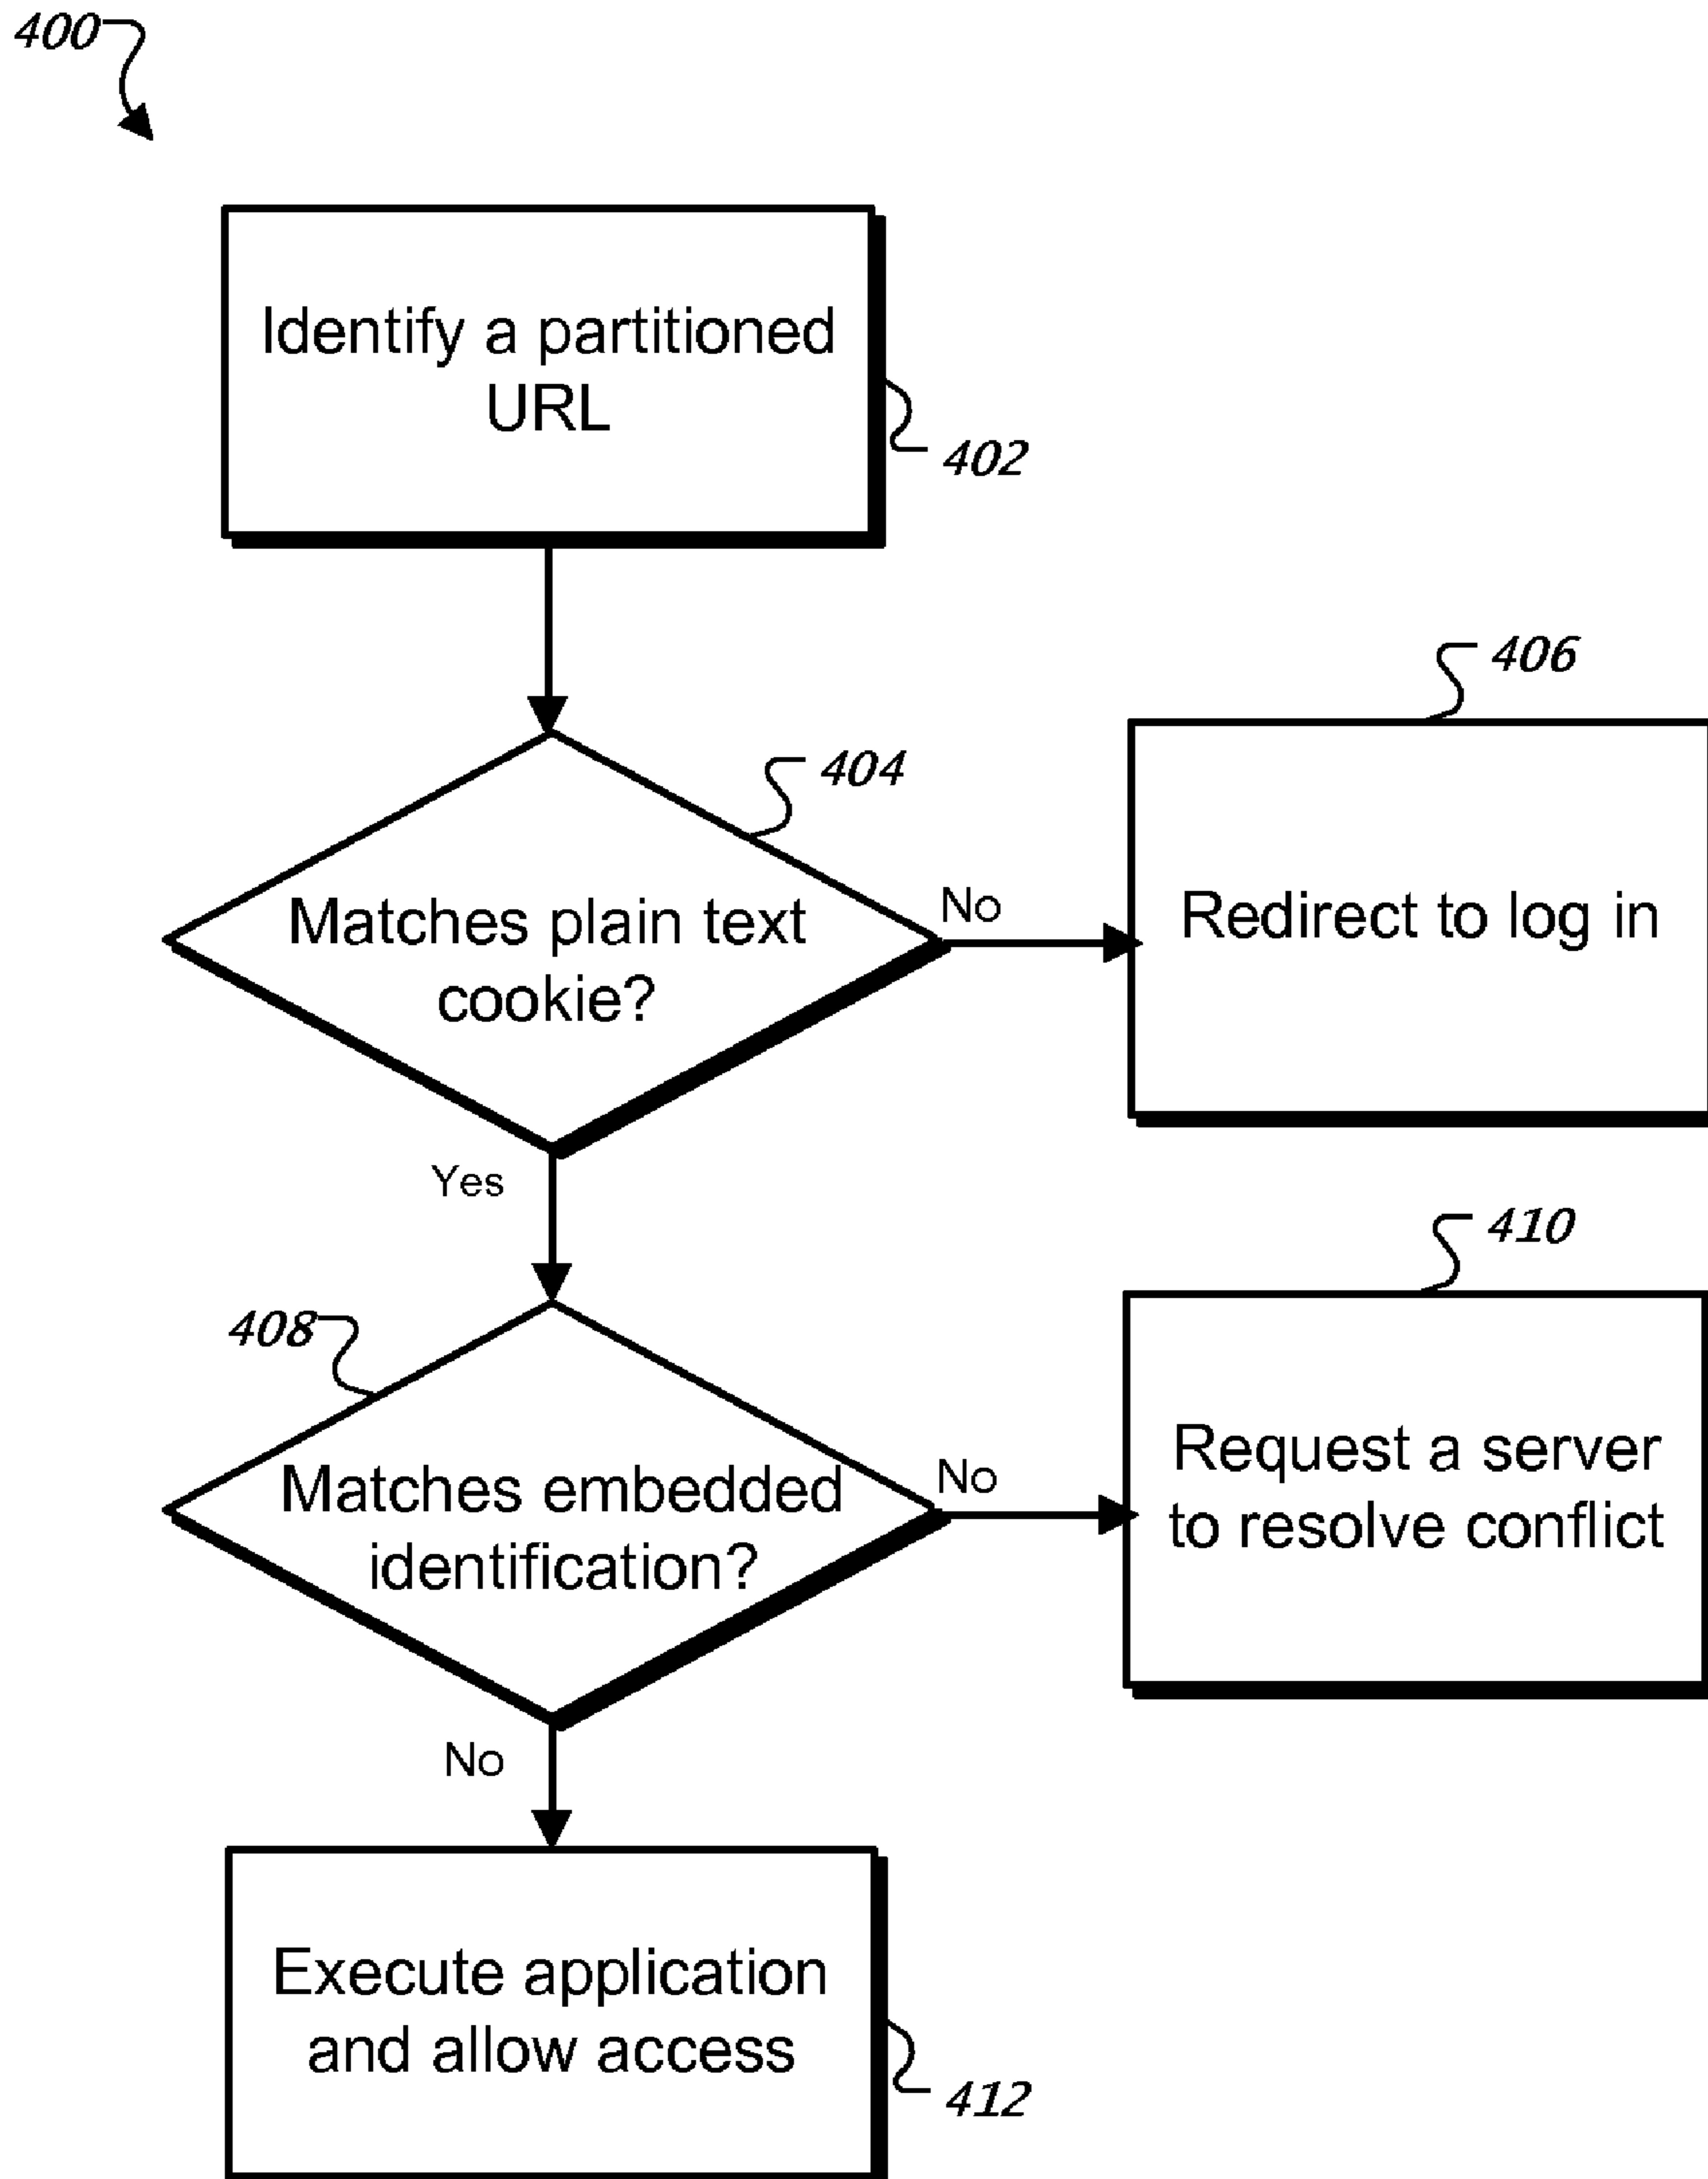 400
Identify a partitioned
URL
402
406
404
Matches plain text
cookie?
No
Redirect to log in
Yes
410
408
Matches embedded
identification?
No
Request a server
to resolve conflict
No
Execute application
and allow access
412